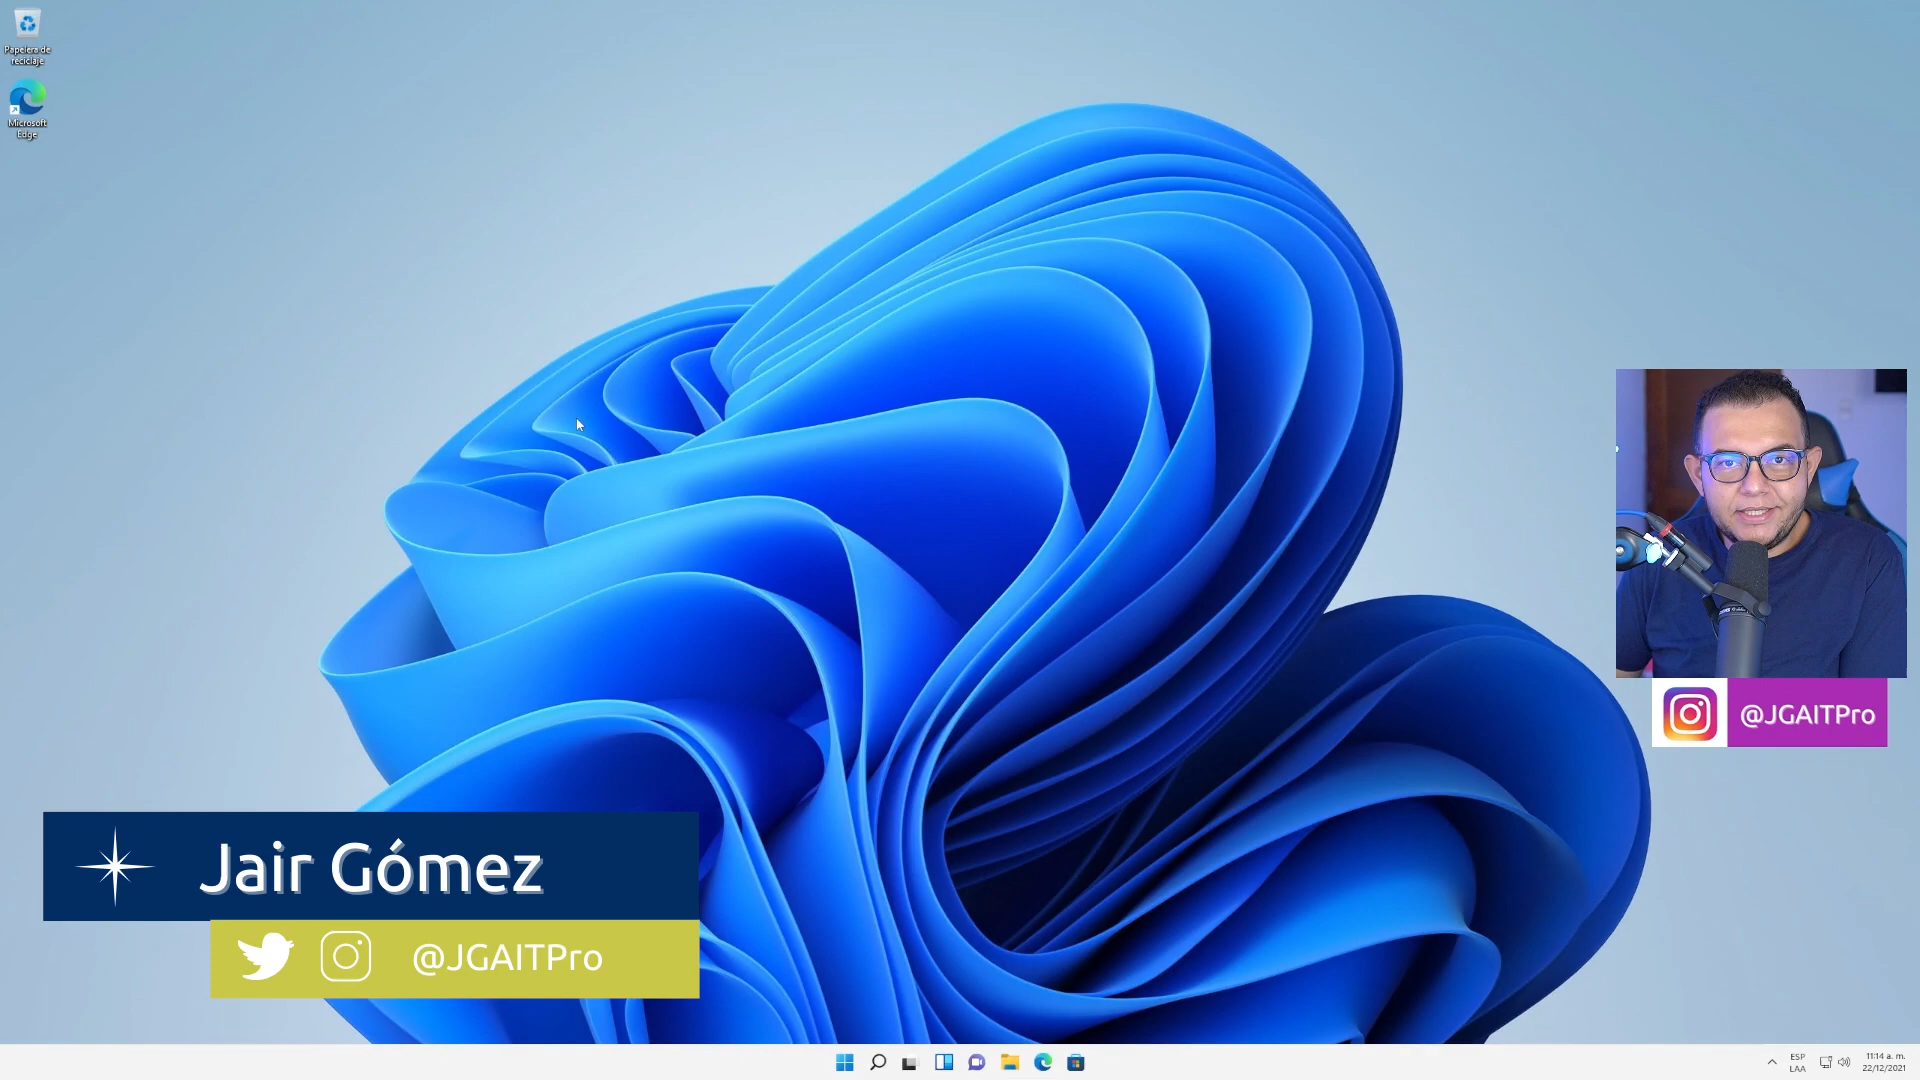 Papelera de
reciclaje
Microsoft
Edge
@JGAITPro
Jair Gómez
@JGAITPro
ESP
LAA
11:14 a. m.
22/12/2021